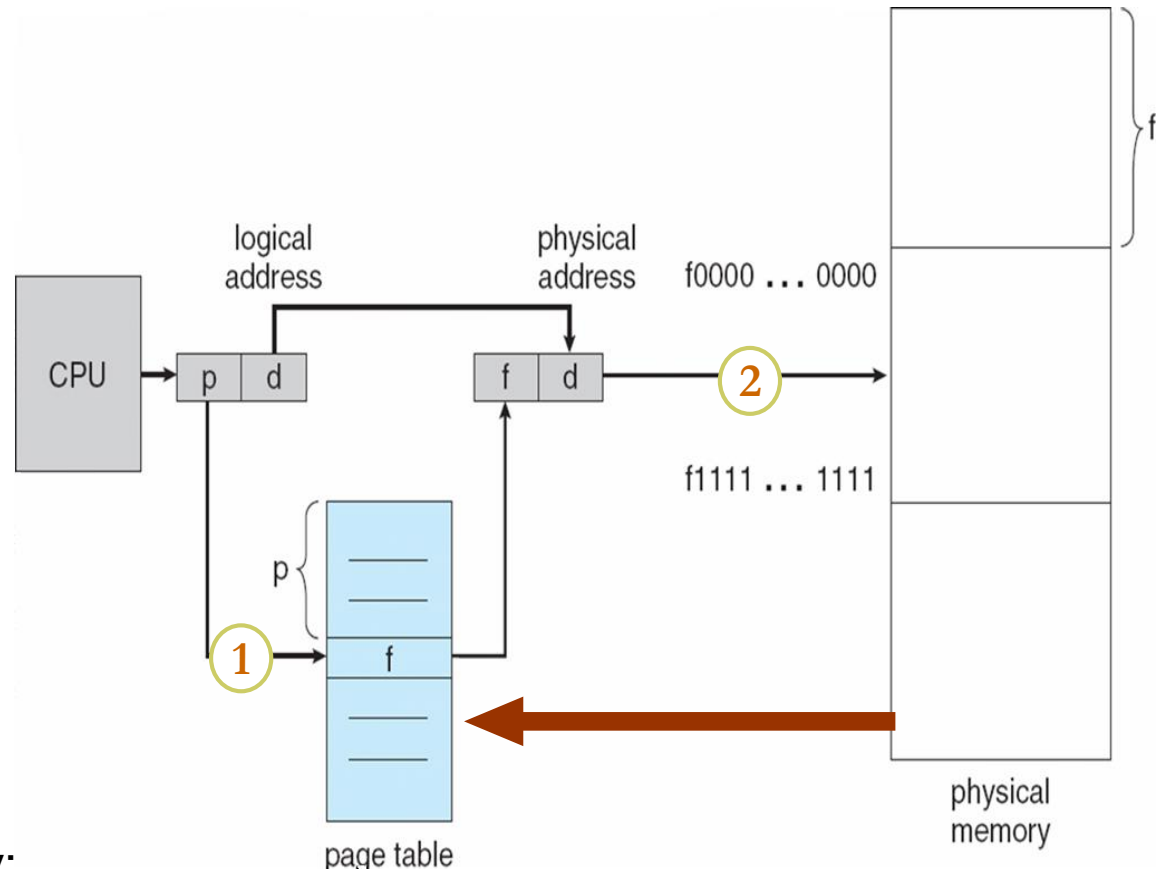 f
logical
address
physical
address
f0000 ... 0000
CPU
p
d
f
d
2
f1111 ... 1111
p
1
f
physical
memory
page table